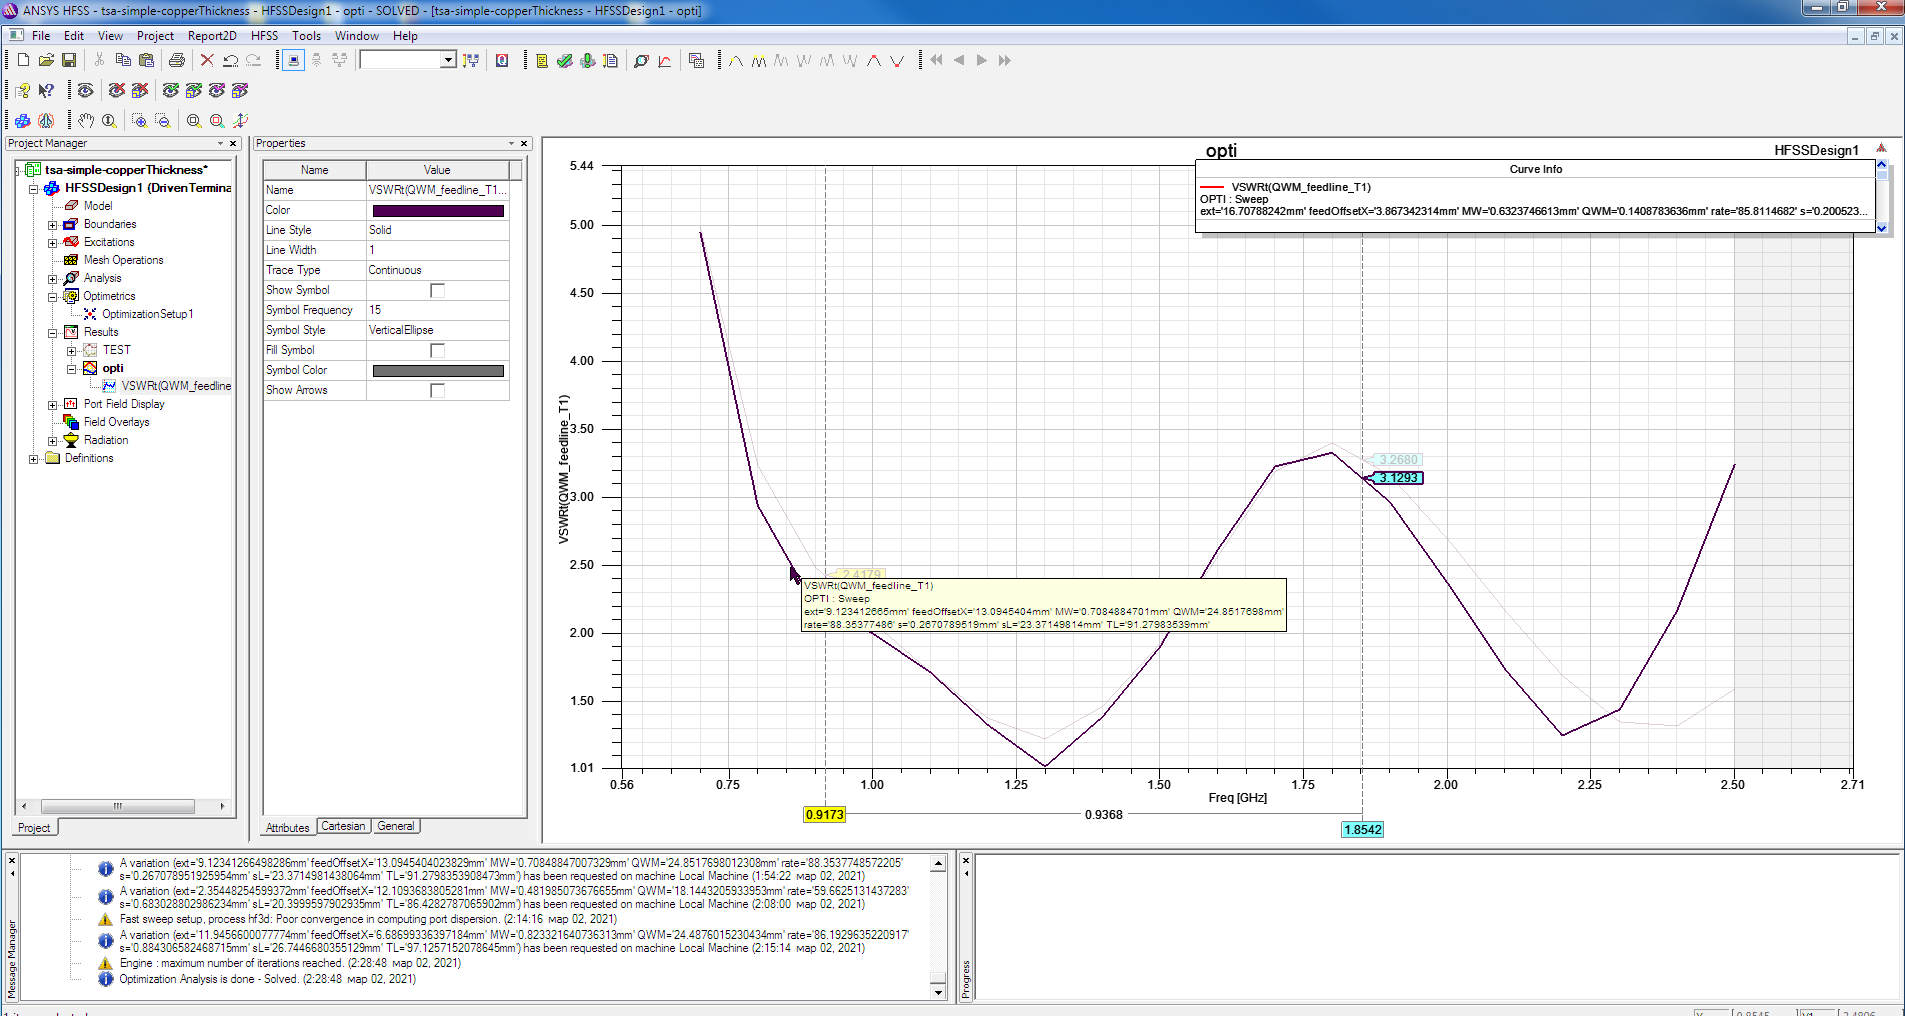 ANSYS HFSS - tsa-simple-copperThickness - HFSSDesign1 - opti - SOLVED - [tsa-simple-copperThickness - HFSSDesign1 - opti]
File Edit View Project Report2D HFSS Tools Window Help
Project Manager
tsa-simple-copperThickness*
HFSSDesign1 (DrivenTermina
Model
Boundaries
Excitations
Mesh Operations
Analysis
Optimetrics
OptimizationSetup1
Results
TEST
opti
VSWRt(QWM_feedline
Port Field Display
Field Overlays
Radiation
Definitions
Project
Properties
Name Value
Name VSWRt(QWM_feedline_T1...
Color
Line Style Solid
Line Width 1
Trace Type Continuous
Show Symbol
Symbol Frequency 15
Symbol Style VerticalEllipse
Fill Symbol
Symbol Color
Show Arrows
Attributes Cartesian General
opti
HFSSDesign1
Curve Info
VSWRt(QWM_feedline_T1)
OPTI : Sweep
ext='16.70788242mm' feedOffsetX='3.867342314mm' MW='0.6323746613mm' QWM='0.1408783636mm' rate='85.8114682' s='0.200523...
VSWRt(QWM_feedline_T1)
5.44
5.00
4.50
4.00
3.50
3.00
2.50
2.00
1.50
1.01
3.2680
3.1293
2.4179
VSWRt(QWM_feedline_T1)
OPTI : Sweep
ext='9.123412665mm' feedOffsetX='13.0945404mm' MW='0.7084884701mm' QWM='24.8517698mm'
rate='88.35377486' s='0.2670789519mm' sL='23.37149814mm' TL='91.27983539mm'
0.56 0.75 1.00 1.25 1.50 1.75 2.00 2.25 2.50 2.71
Freq [GHz]
0.9173
0.9368
1.8542
Message Manager
A variation (ext='9.12341266498286mm' feedOffsetX='13.0945404023829mm' MW='0.70848847007329mm' QWM='24.8517698012308mm' rate='88.3537748572205'
s='0.267078951925954mm' sL='23.3714981438064mm' TL='91.2798353908473mm') has been requested on machine Local Machine (1:54:22 мар 02, 2021)
A variation (ext='2.35448254599372mm' feedOffsetX='12.1093683805281mm' MW='0.481985073676655mm' QWM='18.1443205933953mm' rate='59.6625131437283'
s='0.683028802986234mm' sL='20.3999597902935mm' TL='86.4282787065902mm') has been requested on machine Local Machine (2:08:00 мар 02, 2021)
Fast sweep setup, process hf3d: Poor convergence in computing port dispersion. (2:14:16 мар 02, 2021)
A variation (ext='11.9456600077774mm' feedOffsetX='6.68699336397184mm' MW='0.823321640736313mm' QWM='24.4876015230434mm' rate='86.1929635220917'
s='0.884306582468715mm' sL='26.7446680355129mm' TL='97.1257152078645mm') has been requested on machine Local Machine (2:15:14 мар 02, 2021)
Engine : maximum number of iterations reached. (2:28:48 мар 02, 2021)
Optimization Analysis is done - Solved. (2:28:48 мар 02, 2021)
Progress